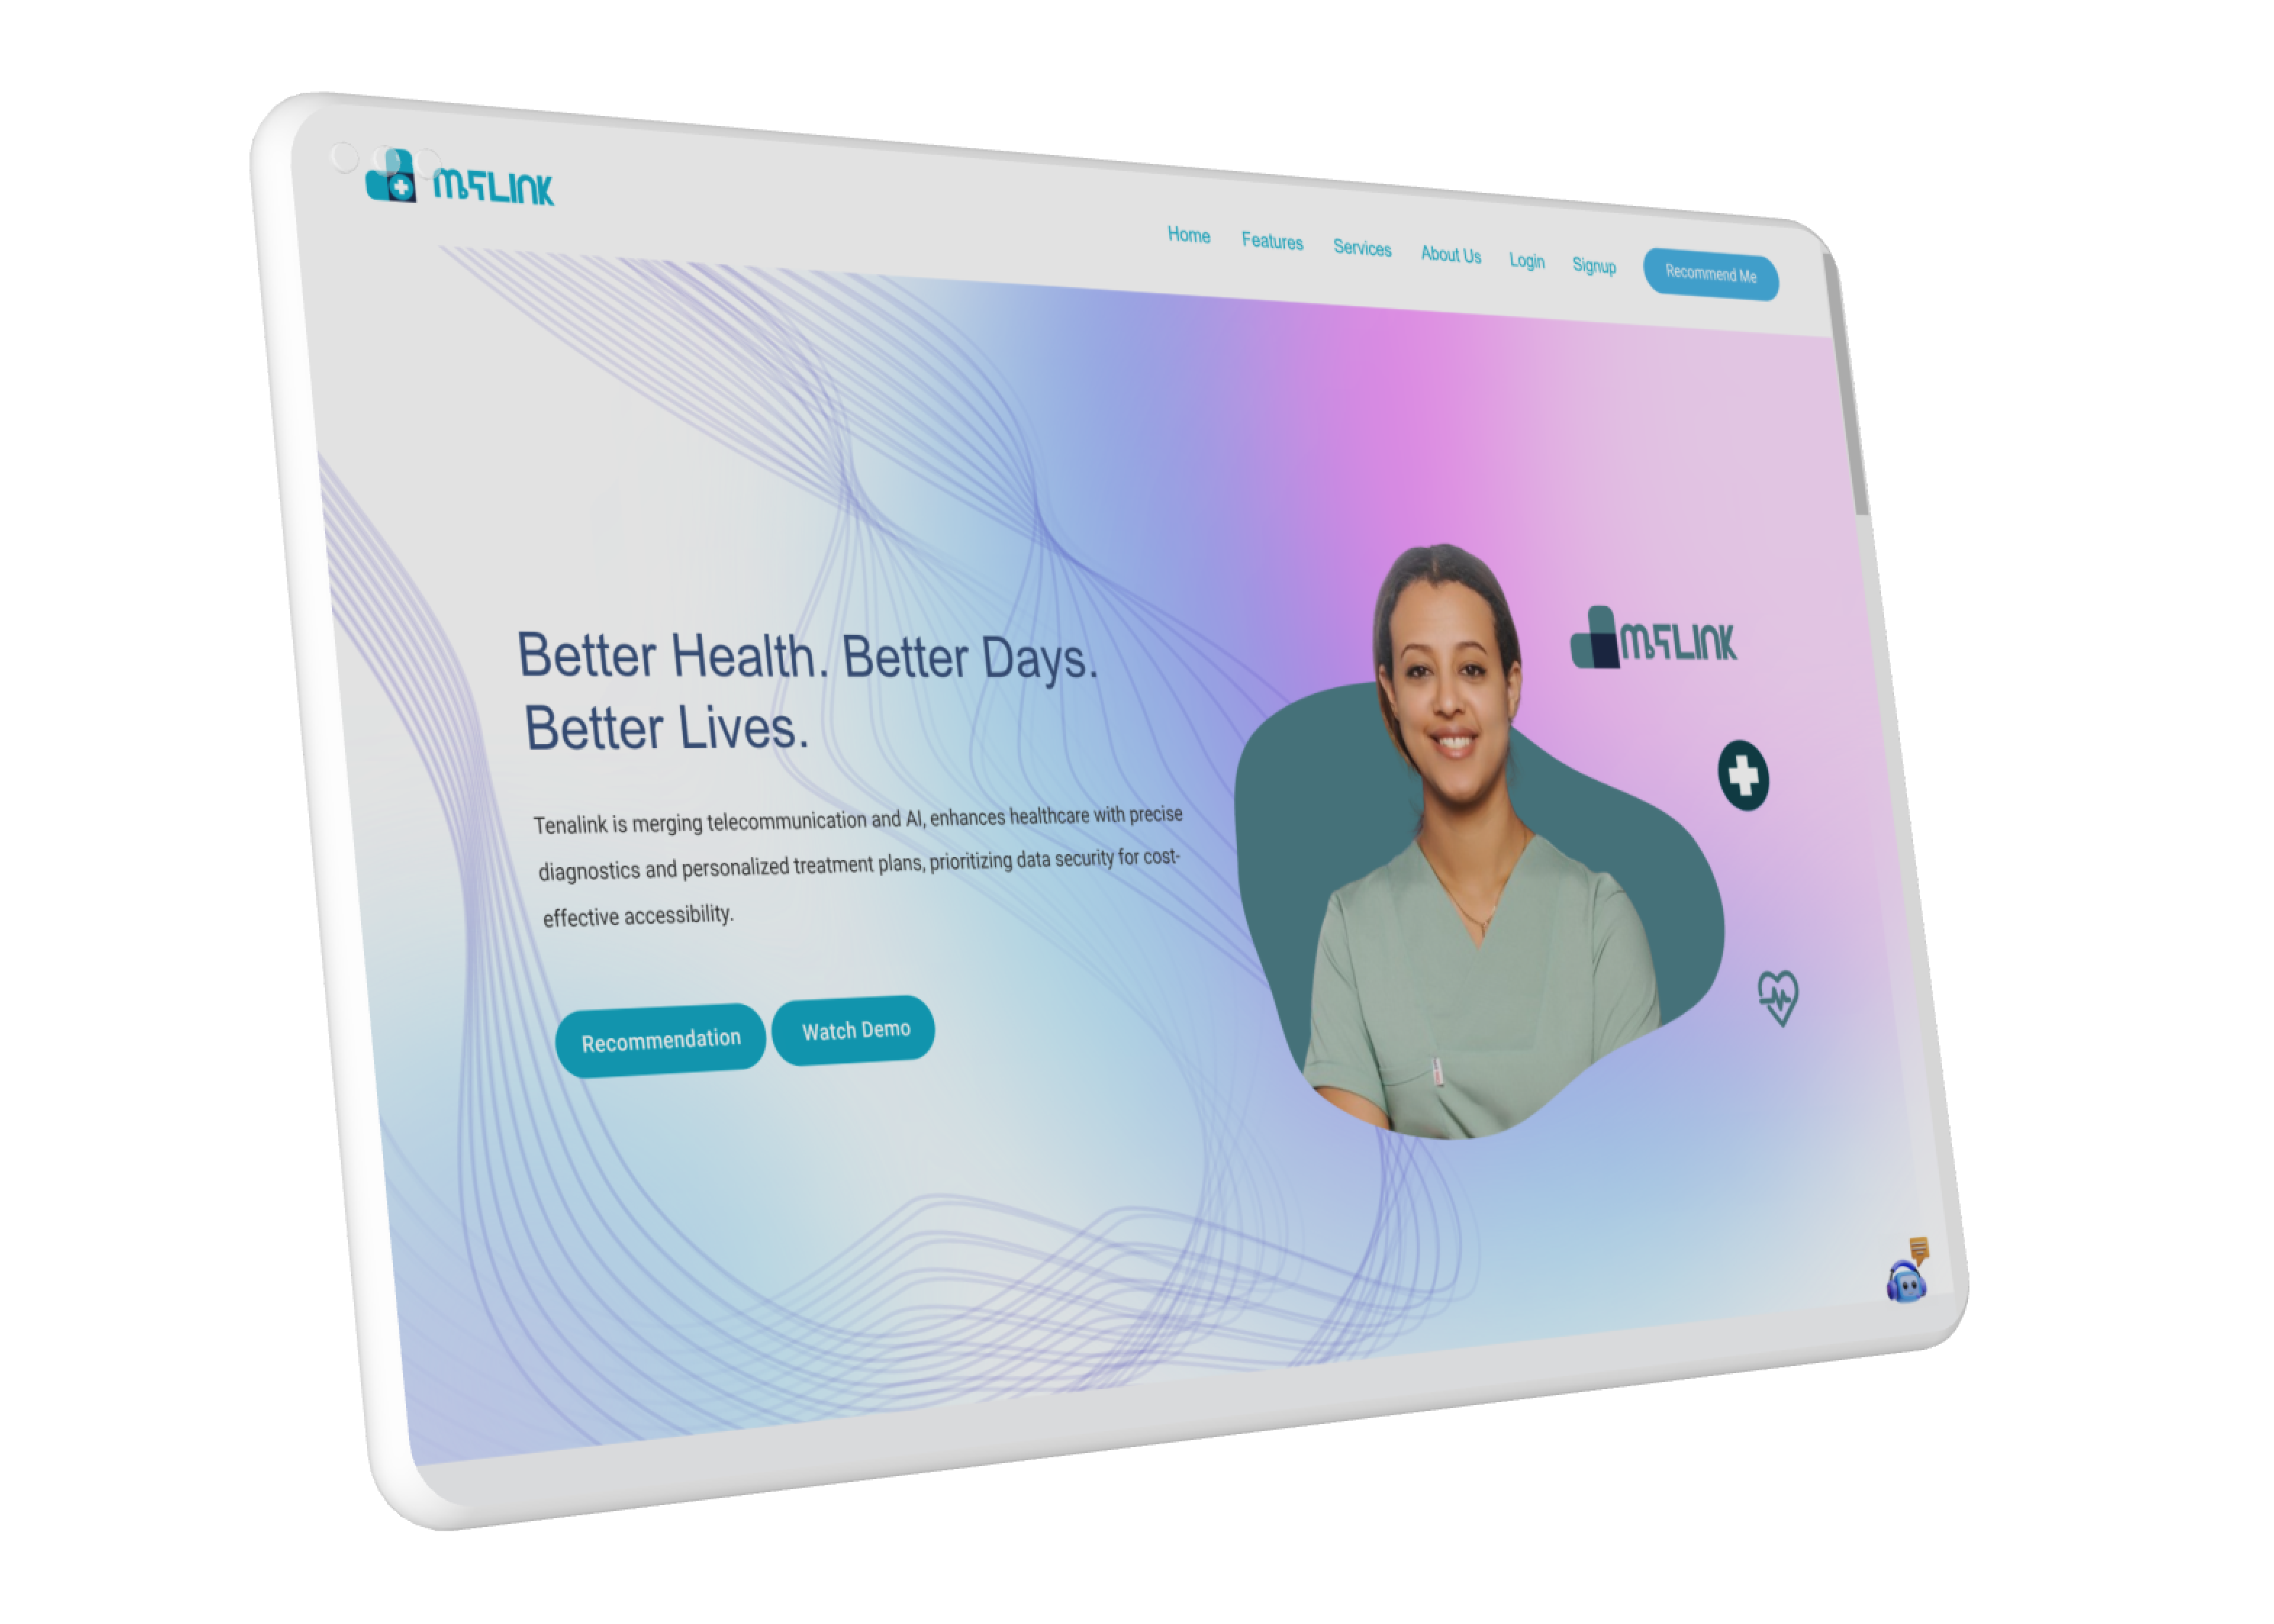 ጤናLINK
Home Features Services About Us Login Signup Recommend Me
Better Health. Better Days.
Better Lives.
ጤናLINK
Tenalink is merging telecommunication and AI, enhances healthcare with precise
diagnostics and personalized treatment plans, prioritizing data security for cost-
effective accessibility.
Recommendation Watch Demo